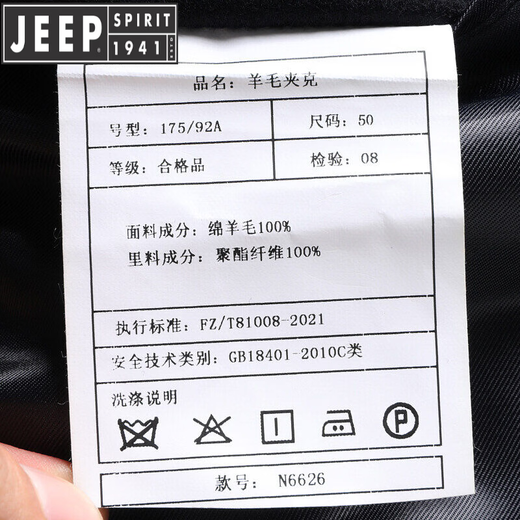 JEEP
SPIRIT
1941
品名：羊毛夹克
号型：175/92A 尺码：50
等级：合格品 检验：08
面料成分：绵羊毛100%
里料成分：聚酯纤维100%
执行标准：FZ/T81008-2021
安全技术类别：GB18401-2010C类
洗涤说明
P
款号： N6626